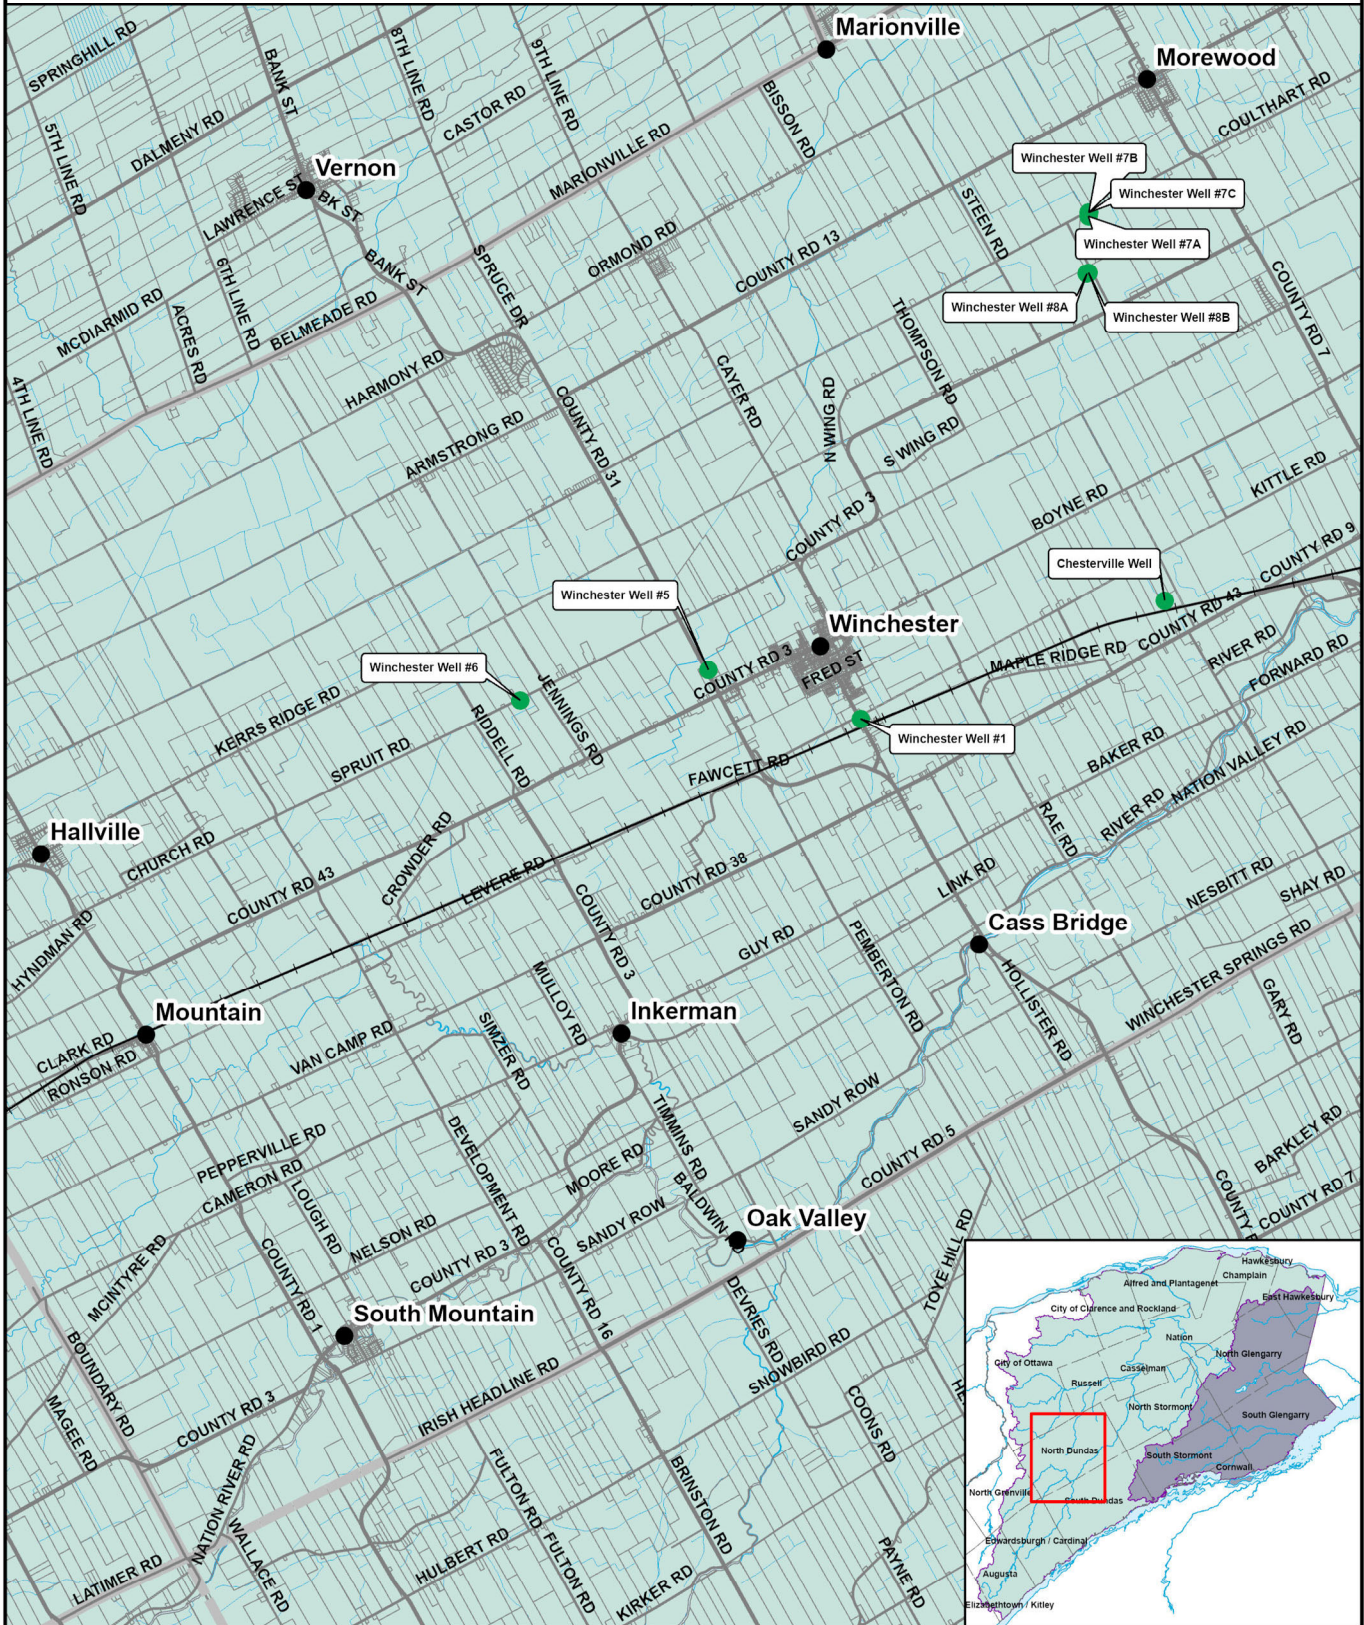 Marionville
Morewood
SPRINGHILL RD
BANK ST
8TH LINE RD
9TH LINE RD
CASTOR RD
BISSON RD
COULTHART RD
5TH LINE RD
DALMENY RD
MARIONVILLE RD
Vernon
LAWRENCE ST
BK ST
Winchester Well #7B
Winchester Well #7C
Winchester Well #7A
STEEN RD
SPRUCE DR
ORMOND RD
COUNTY RD 13
BANK ST
6TH LINE RD
MCDIARMID RD
ACRES RD
BELMEADE RD
Winchester Well #8A
Winchester Well #8B
COUNTY RD 7
THOMPSON RD
HARMONY RD
4TH LINE RD
CAYER RD
N WING RD
COUNTY RD 31
ARMSTRONG RD
S WING RD
KITTLE RD
BOYNE RD
COUNTY RD 3
COUNTY RD 9
Chesterville Well
Winchester Well #5
COUNTY RD 43
Winchester
FRED ST
COUNTY RD 3
MAPLE RIDGE RD
RIVER RD
FORWARD RD
Winchester Well #6
JENNINGS RD
KERRS RIDGE RD
RIDDELL RD
SPRUIT RD
Winchester Well #1
FAWCETT RD
BAKER RD
NATION VALLEY RD
RIVER RD
RAE RD
Hallville
CHURCH RD
CROWDER RD
COUNTY RD 43
LEVERE RD
COUNTY RD 38
LINK RD
NESBITT RD
SHAY RD
HYNDMAN RD
COUNTY RD 3
GUY RD
PEMBERTON RD
Cass Bridge
HOLLISTER RD
WINCHESTER SPRINGS RD
GARY RD
MULLOY RD
Mountain
Inkerman
CLARK RD
RONSON RD
VAN CAMP RD
SIMZER RD
SANDY ROW
TIMMINS RD
COUNTY RD 5
PEPPERVILLE RD
CAMERON RD
DEVELOPMENT RD
MOORE RD
BARKLEY RD
LOUGH RD
BALDWIN
SANDY ROW
Oak Valley
COUNTY RD 7
COUNTY R
MCINTYRE RD
NELSON RD
COUNTY RD 3
COUNTY RD 1
COUNTY RD 16
TOYE HILL RD
South Mountain
DEVRIES RD
SNOWBIRD RD
BOUNDARY RD
IRISH HEADLINE RD
COONS RD
HE
COUNTY RD 3
MAGEE RD
NATION RIVER RD
FULTON RD
FULTON RD
BRINSTON RD
WALLACE RD
LATIMER RD
HULBERT RD
KIRKER RD
PAYNE RD
Hawkesbury
Champlain
Alfred and Plantagenet
East Hawkesbury
City of Clarence and Rockland
Nation
North Glengarry
City of Ottawa
Casselman
Russell
North Stormont
South Glengarry
North Dundas
South Stormont
Cornwall
North Grenville
South Dundas
Edwardsburgh / Cardinal
Augusta
Elizabethtown / Kitley